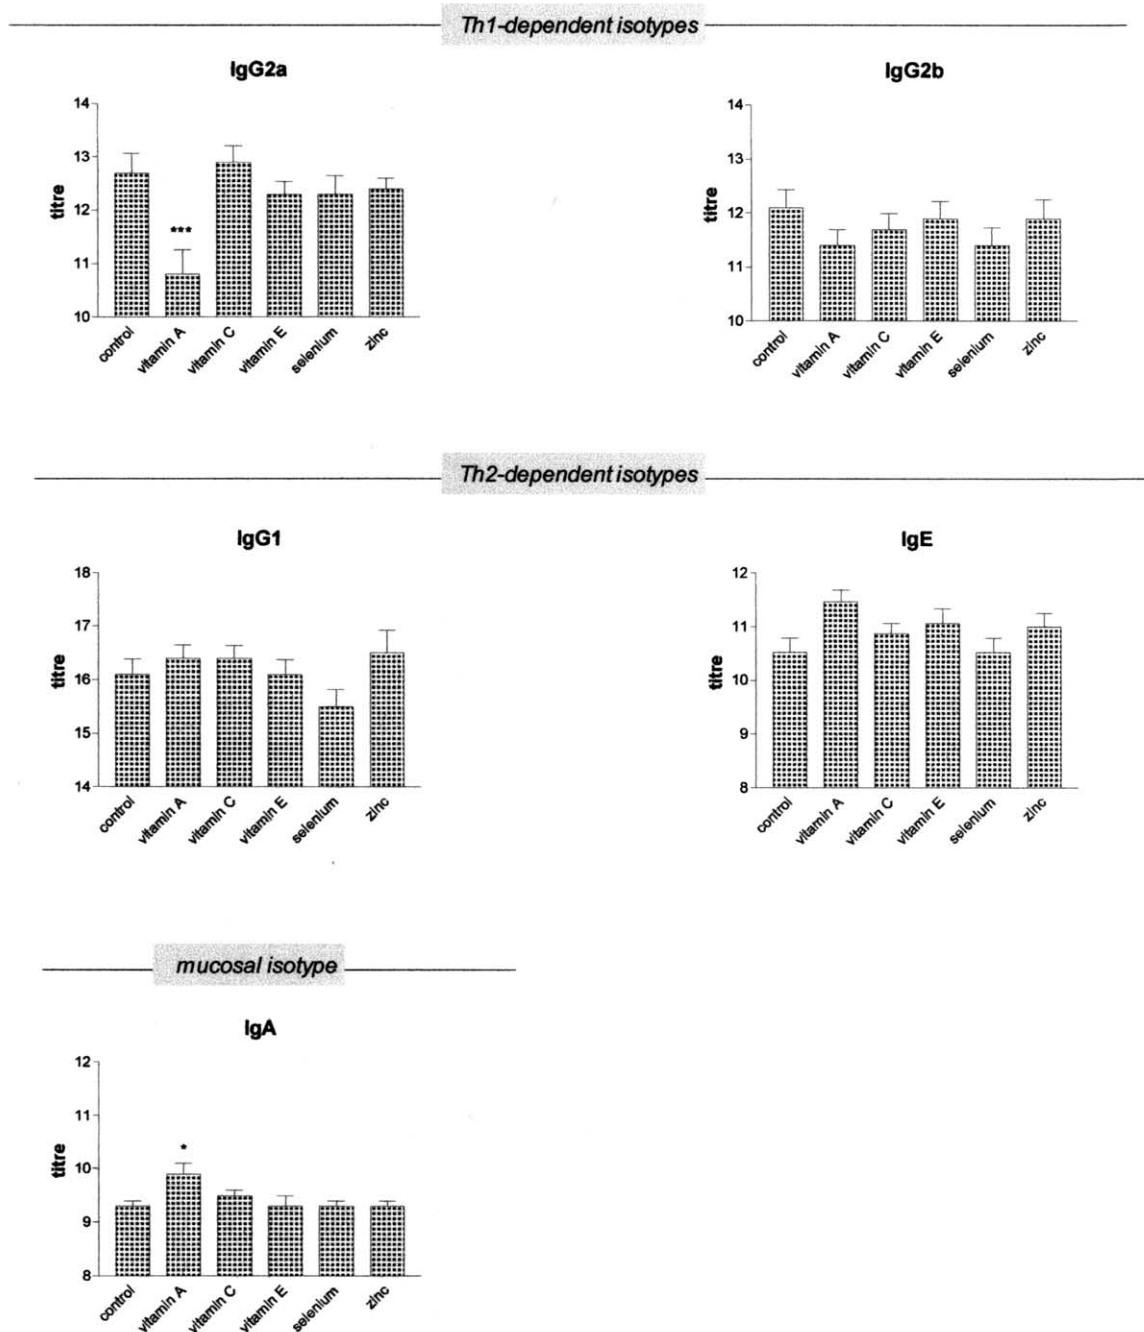 Th1-dependent isotypes
IgG2a
titre
14
13
12
11
10
***
control
vitamin A
vitamin C
vitamin E
selenium
zinc
IgG2b
titre
14
13
12
11
10
control
vitamin A
vitamin C
vitamin E
selenium
zinc
Th2-dependent isotypes
IgG1
titre
18
17
16
15
14
control
vitamin A
vitamin C
vitamin E
selenium
zinc
IgE
titre
12
11
10
9
8
control
vitamin A
vitamin C
vitamin E
selenium
zinc
mucosal isotype
IgA
titre
12
11
10
9
8
*
control
vitamin A
vitamin C
vitamin E
selenium
zinc